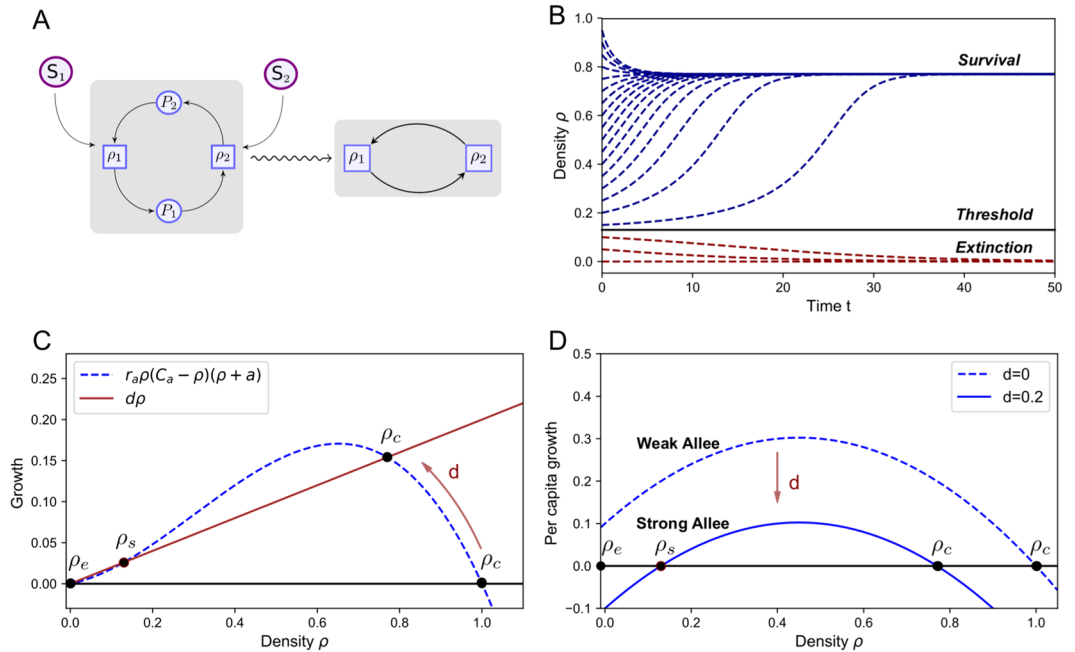 A
S₁
S₂
P₂
ρ₁
ρ₂
P₁
ρ₁
ρ₂
B
Density ρ
1.0
0.8
0.6
0.4
0.2
0.0
Survival
Threshold
Extinction
0 10 20 30 40 50
Time t
C
Growth
0.25
0.20
0.15
0.10
0.05
0.00
rₐρ(Cₐ − ρ)(ρ + a)
dρ
ρc
d
ρs
ρe
ρc
0.0 0.2 0.4 0.6 0.8 1.0
Density ρ
D
Per capita growth
0.5
0.4
0.3
0.2
0.1
0.0
−0.1
d=0
d=0.2
Weak Allee
d
Strong Allee
ρe ρs ρc ρc
0.0 0.2 0.4 0.6 0.8 1.0
Density ρ